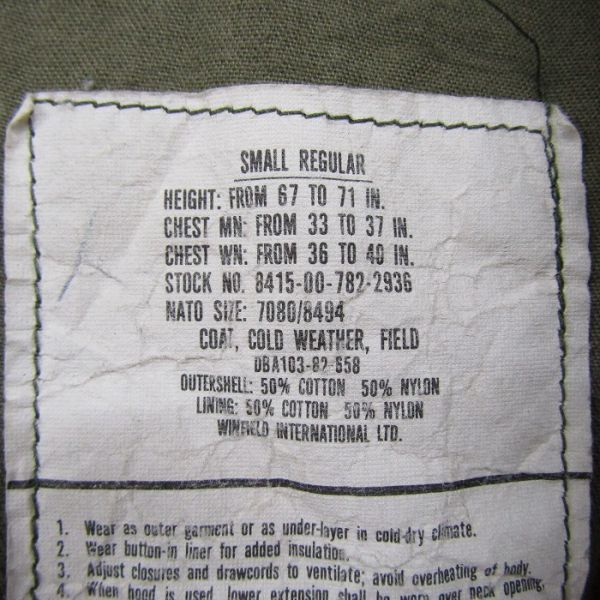 SMALL REGULAR
HEIGHT: FROM 67 TO 71 IN.
CHEST MN: FROM 33 TO 37 IN.
CHEST WN: FROM 36 TO 40 IN.
STOCK NO. 8415-00-782-2936
NATO SIZE: 7080/8494
COAT, COLD WEATHER, FIELD
DBA103-82-658
OUTERSHELL: 50% COTTON 50% NYLON
LINING: 50% COTTON 50% NYLON
WINFIELD INTERNATIONAL LTD.
1. Wear as outer garment or as under-layer in cold-dry climate.
2. Wear button-in liner for added insulation.
3. Adjust closures and drawcords to ventilate; avoid overheating of body.
4. When hood is used, lower extension shall be worn over neck opening.